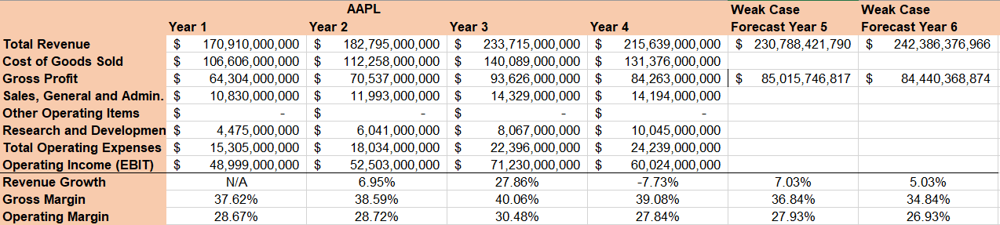 AAPL Weak Case Weak Case
Year 1 Year 2 Year 3 Year 4 Forecast Year 5 Forecast Year 6
Total Revenue $ 170,910,000,000 $ 182,795,000,000 $ 233,715,000,000 $ 215,639,000,000 $ 230,788,421,790 $ 242,386,376,966
Cost of Goods Sold $ 106,606,000,000 $ 112,258,000,000 $ 140,089,000,000 $ 131,376,000,000
Gross Profit $ 64,304,000,000 $ 70,537,000,000 $ 93,626,000,000 $ 84,263,000,000 $ 85,015,746,817 $ 84,440,368,874
Sales, General and Admin. $ 10,830,000,000 $ 11,993,000,000 $ 14,329,000,000 $ 14,194,000,000
Other Operating Items $ - $ - $ - $ -
Research and Developmen $ 4,475,000,000 $ 6,041,000,000 $ 8,067,000,000 $ 10,045,000,000
Total Operating Expenses $ 15,305,000,000 $ 18,034,000,000 $ 22,396,000,000 $ 24,239,000,000
Operating Income (EBIT) $ 48,999,000,000 $ 52,503,000,000 $ 71,230,000,000 $ 60,024,000,000
Revenue Growth N/A 6.95% 27.86% -7.73% 7.03% 5.03%
Gross Margin 37.62% 38.59% 40.06% 39.08% 36.84% 34.84%
Operating Margin 28.67% 28.72% 30.48% 27.84% 27.93% 26.93%